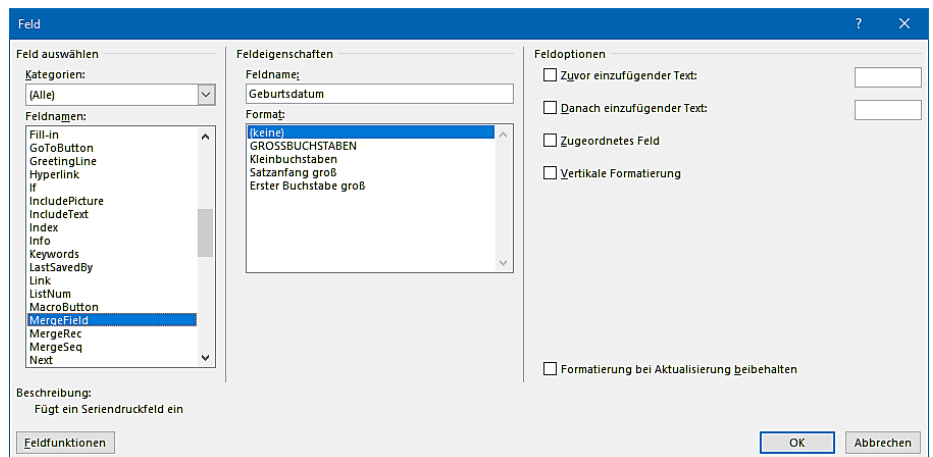 Feld
?
Feld auswählen
Kategorien:
(Alle)
Feldnamen:
Fill-in
GoToButton
GreetingLine
Hyperlink
If
IncludePicture
IncludeText
Index
Info
Keywords
LastSavedBy
Link
ListNum
MacroButton
MergeField
MergeRec
MergeSeq
Next
Feldeigenschaften
Feldname:
Geburtsdatum
Format:
(keine)
GROSSBUCHSTABEN
Kleinbuchstaben
Satzanfang groß
Erster Buchstabe groß
Feldoptionen
Zuvor einzufügender Text:
Danach einzufügender Text:
Zugeordnetes Feld
Vertikale Formatierung
Formatierung bei Aktualisierung beibehalten
Beschreibung:
Fügt ein Seriendruckfeld ein
Feldfunktionen
OK
Abbrechen